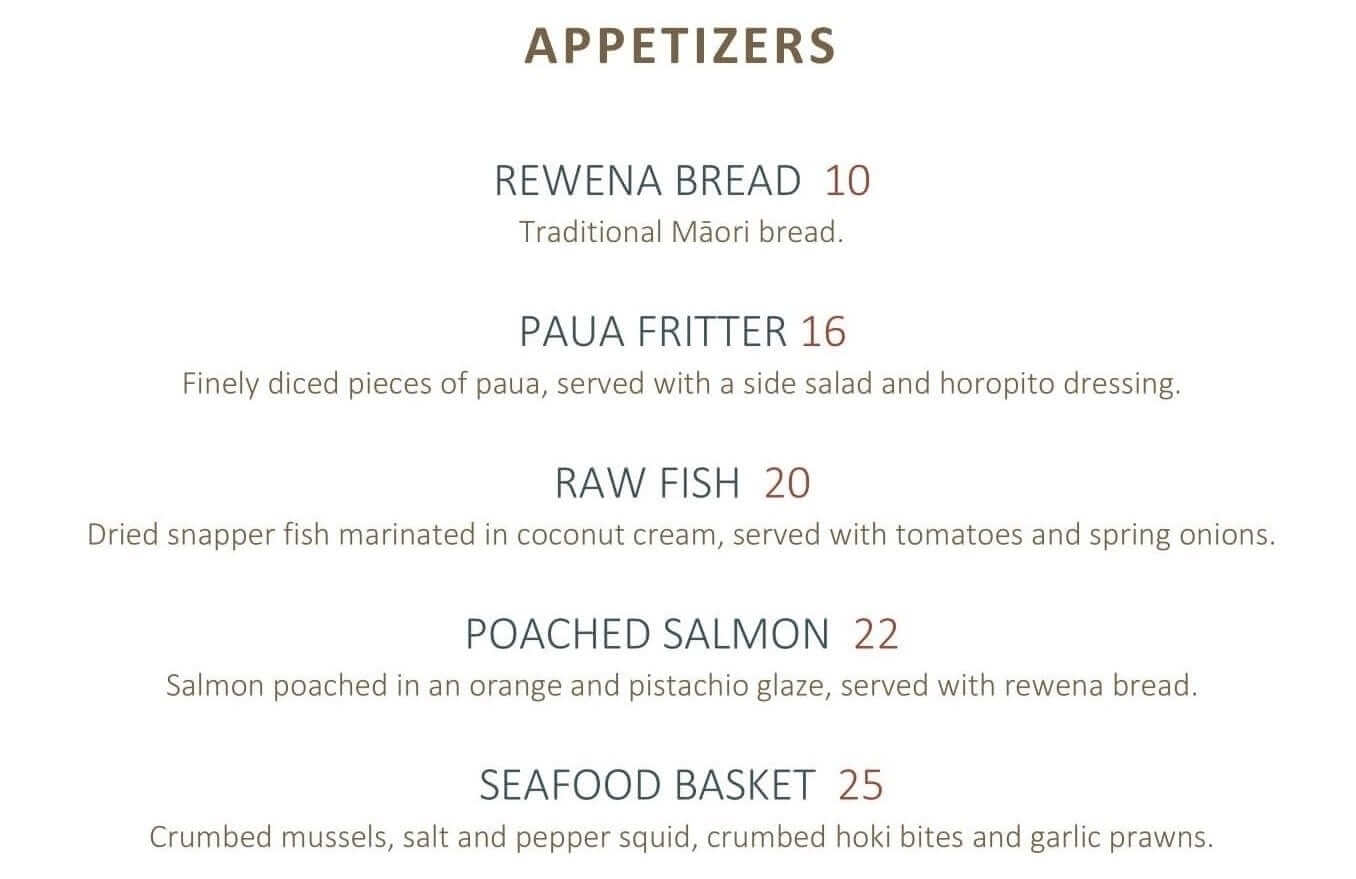 APPETIZERS
REWENA BREAD 10
Traditional Māori bread.
PAUA FRITTER 16
Finely diced pieces of paua, served with a side salad and horopito dressing.
RAW FISH 20
Dried snapper fish marinated in coconut cream, served with tomatoes and spring onions.
POACHED SALMON 22
Salmon poached in an orange and pistachio glaze, served with rewena bread.
SEAFOOD BASKET 25
Crumbed mussels, salt and pepper squid, crumbed hoki bites and garlic prawns.